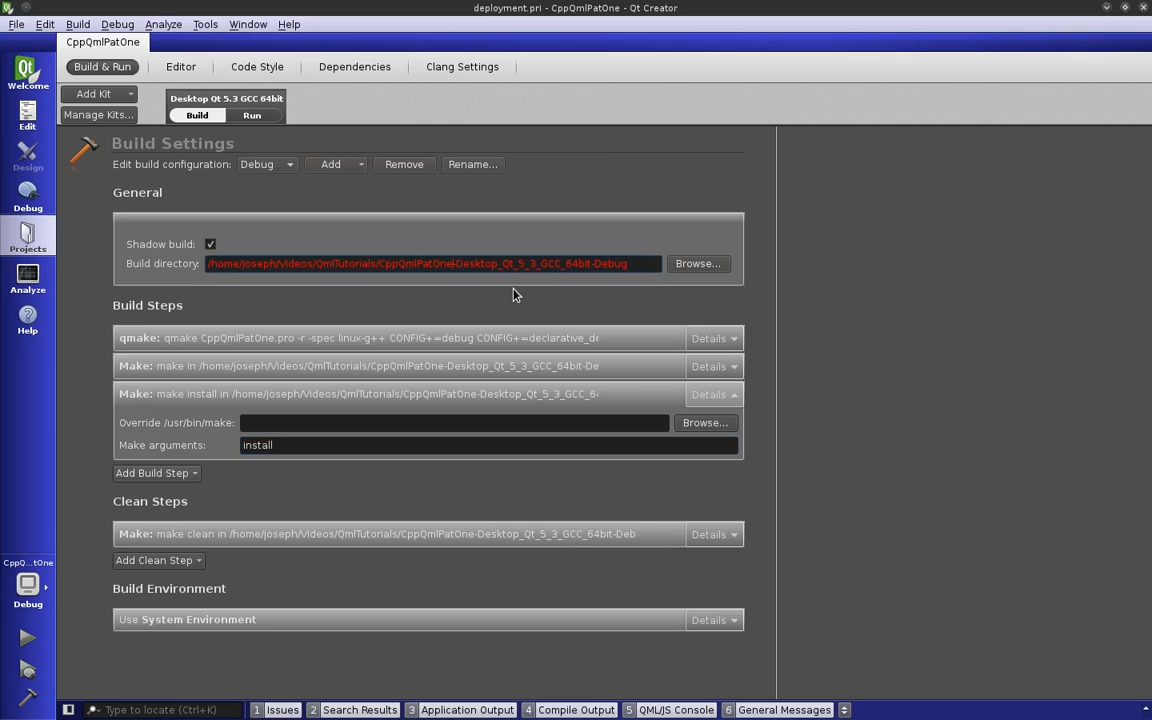 deployment.pri - CppQmlPatOne - Qt Creator
File Edit Build Debug Analyze Tools Window Help
CppQmlPatOne
Build & Run Editor Code Style Dependencies Clang Settings
Add Kit
Manage Kits...
Desktop Qt 5.3 GCC 64bit
Build Run
Qt
Welcome
Edit
Design
Debug
Projects
Analyze
Help
Build Settings
Edit build configuration: Debug Add Remove Rename...
General
Shadow build:
Build directory: /home/joseph/Videos/QmlTutorials/CppQmlPatOne-Desktop_Qt_5_3_GCC_64bit-Debug Browse...
Build Steps
qmake: qmake CppQmlPatOne.pro -r -spec linux-g++ CONFIG+=debug CONFIG+=declarative_de Details
Make: make in /home/joseph/Videos/QmlTutorials/CppQmlPatOne-Desktop_Qt_5_3_GCC_64bit-De Details
Make: make install in /home/joseph/Videos/QmlTutorials/CppQmlPatOne-Desktop_Qt_5_3_GCC_6 Details
Override /usr/bin/make: Browse...
Make arguments: install
Add Build Step
Clean Steps
Make: make clean in /home/joseph/Videos/QmlTutorials/CppQmlPatOne-Desktop_Qt_5_3_GCC_64bit-Deb Details
Add Clean Step
Build Environment
Use System Environment Details
CppQ...tOne
Debug
Type to locate (Ctrl+K) 1 Issues 2 Search Results 3 Application Output 4 Compile Output 5 QML/JS Console 6 General Messages